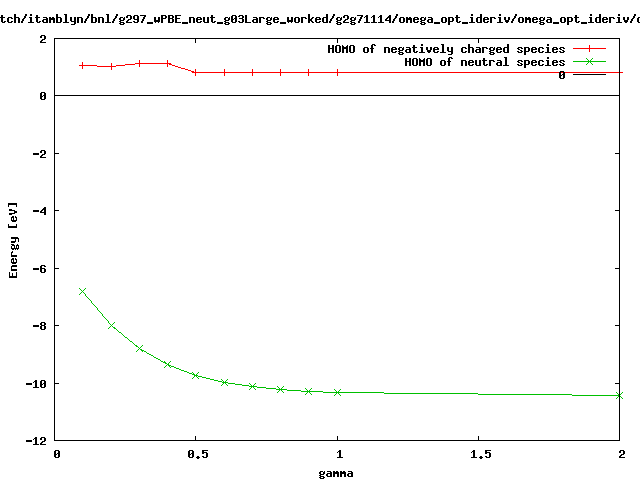 tch/itamblyn/bnl/g297_wPBE_neut_g03Large_worked/g2g71114/omega_opt_ideriv/omega_opt_ideriv/
HOMO of negatively charged species
HOMO of neutral species
0
2
0
-2
-4
-6
-8
-10
-12
Energy [eV]
0 0.5 1 1.5 2
gamma